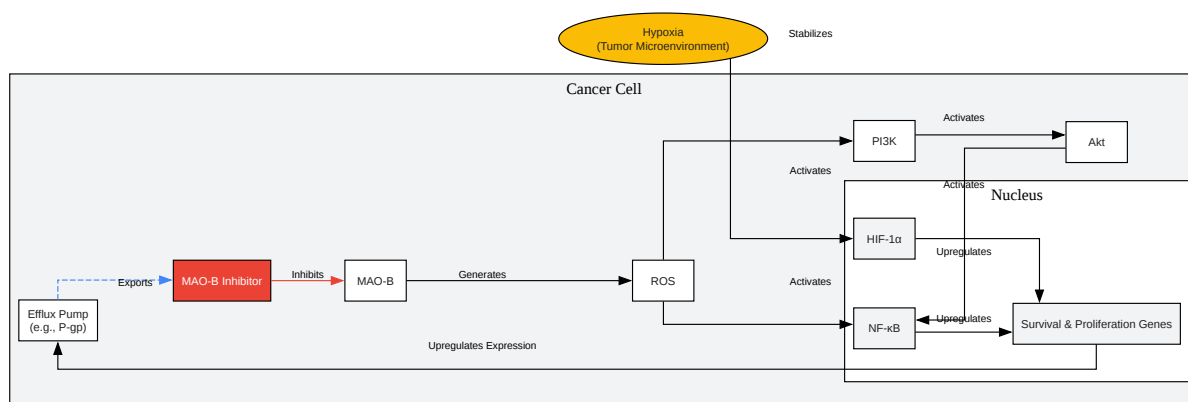 Hypoxia
(Tumor Microenvironment)
Stabilizes
Cancer Cell
PI3K
Activates
Akt
Activates
Activates
Nucleus
HIF-1α
Upregulates
Exports
MAO-B Inhibitor
Inhibits
MAO-B
Generates
ROS
Activates
Efflux Pump
(e.g., P-gp)
NF-κB
Upregulates
Survival & Proliferation Genes
Upregulates Expression